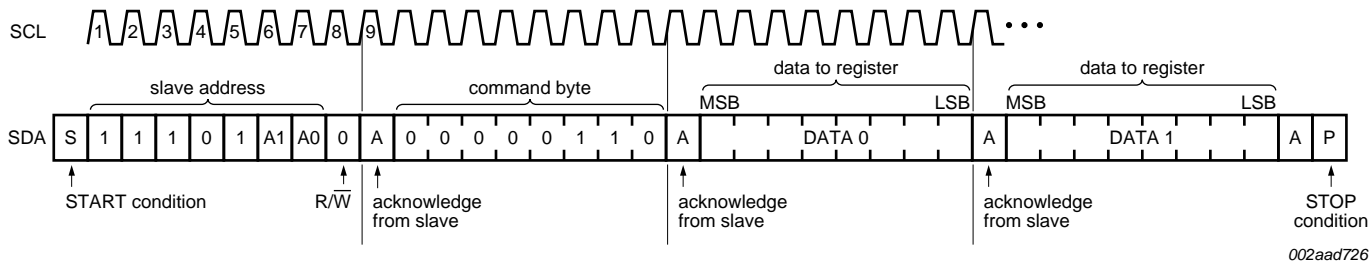 SCL 1 2 3 4 5 6 7 8 9 •••
slave address command byte data to register data to register
MSB LSB MSB LSB
SDA S 1 1 1 0 1 A1 A0 0 A 0 0 0 0 0 1 1 0 A DATA 0 A DATA 1 A P
START condition R/W̅ acknowledge from slave acknowledge from slave acknowledge from slave STOP condition
002aad726